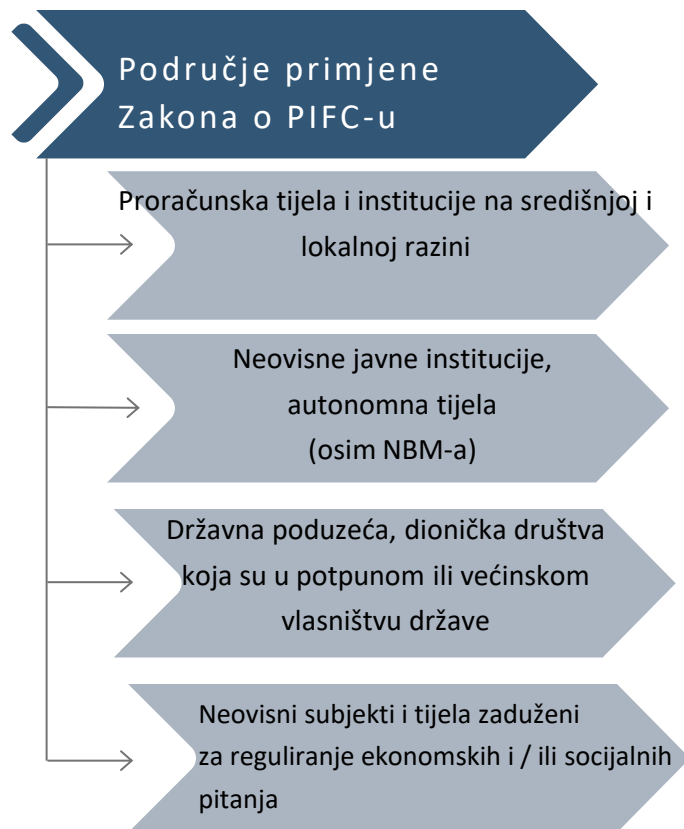 Područje primjene
Zakona o PIFC-u
Proračunska tijela i institucije na središnjoj i
lokalnoj razini
Neovisne javne institucije,
autonomna tijela
(osim NBM-a)
Državna poduzeća, dionička društva
koja su u potpunom ili većinskom
vlasništvu države
Neovisni subjekti i tijela zaduženi
za reguliranje ekonomskih i / ili socijalnih
pitanja